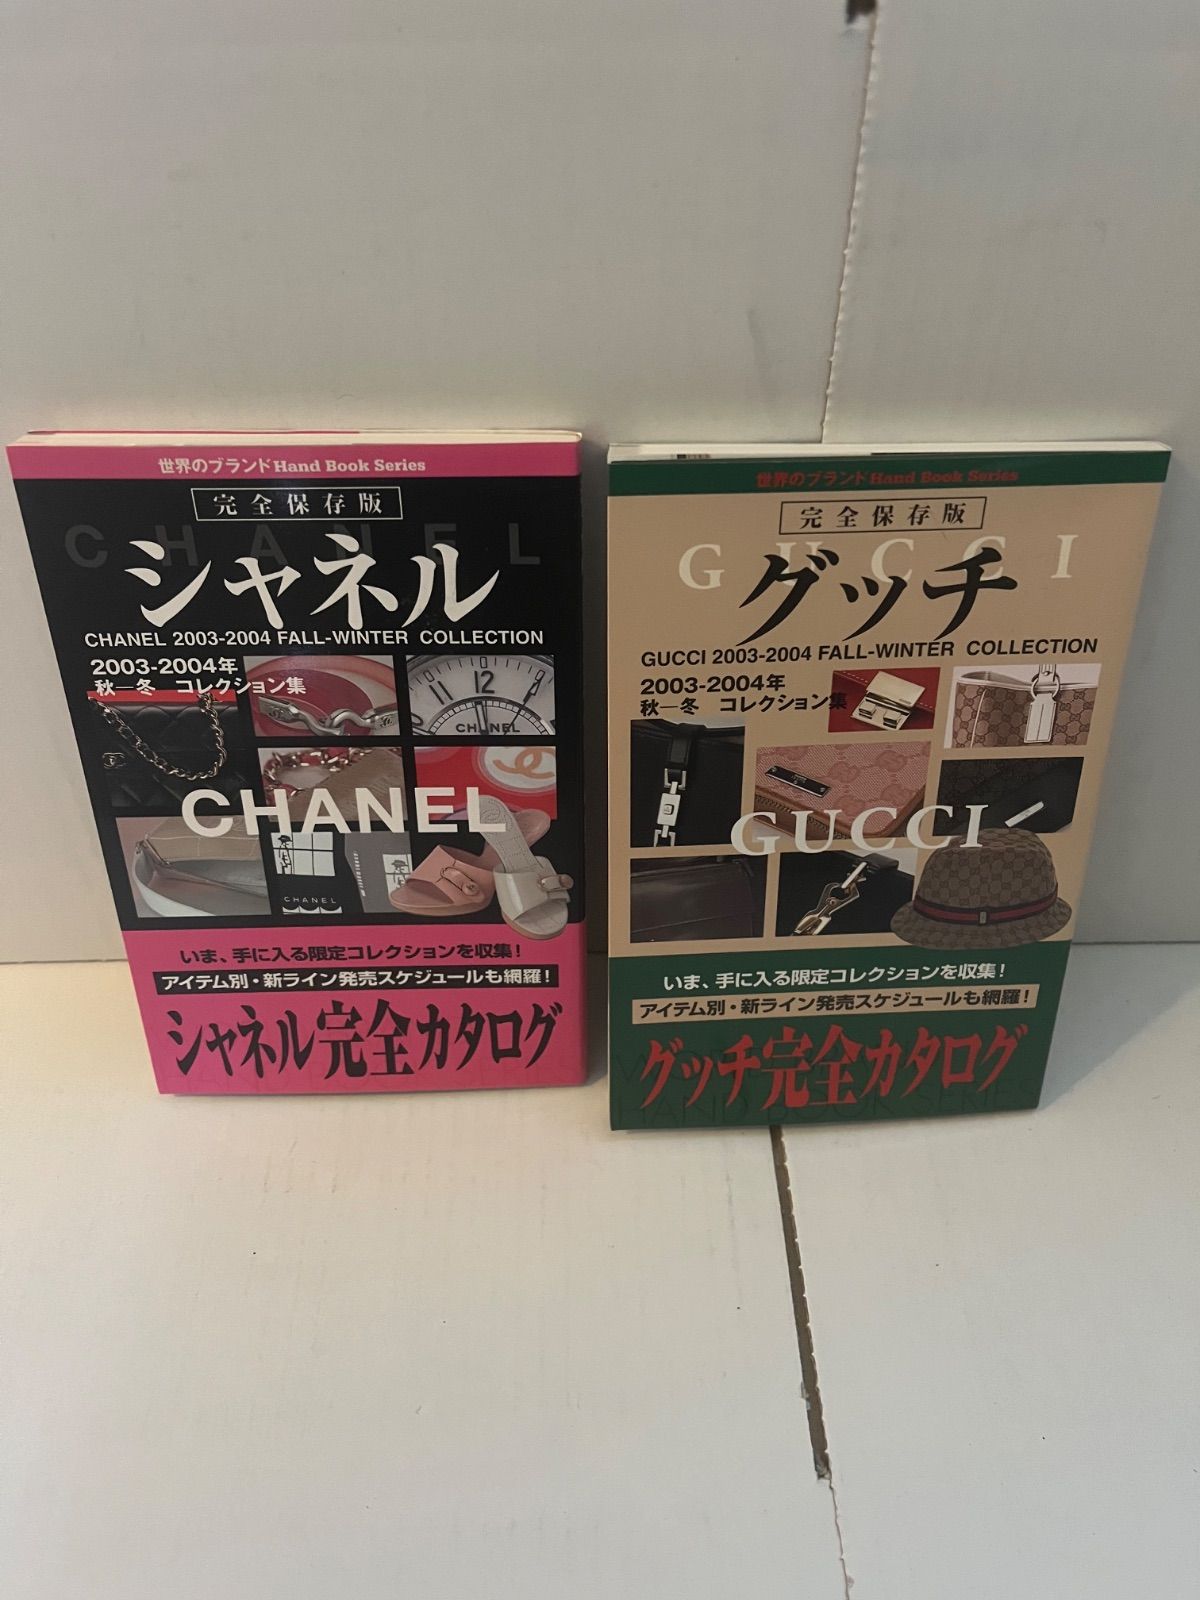 世界のブランドHand Book Series
完全保存版
CHANEL
シャネル
CHANEL 2003-2004 FALL-WINTER COLLECTION
2003-2004年
秋―冬 コレクション集
11 12 1
10 2
CHANEL
CHANEL
CHANEL
いま、手に入る限定コレクションを収集!
アイテム別・新ライン発売スケジュールも網羅!
シャネル完全カタログ
世界のブランドHand Book Series
完全保存版
GUCCI
グッチ
GUCCI 2003-2004 FALL-WINTER COLLECTION
2003-2004年
秋―冬 コレクション集
GUCCI
いま、手に入る限定コレクションを収集!
アイテム別・新ライン発売スケジュールも網羅!
グッチ完全カタログ
HAND BOOK SERIES